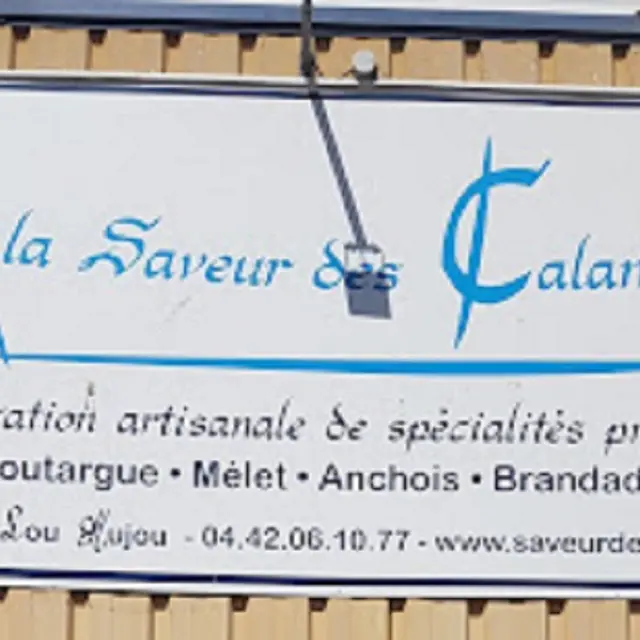 la Saveur des Calan
ration artisanale de spécialités pr
outargue • Mélet • Anchois • Brandad
Lou Aujou - 04.42.06.10.77 - www.saveurde